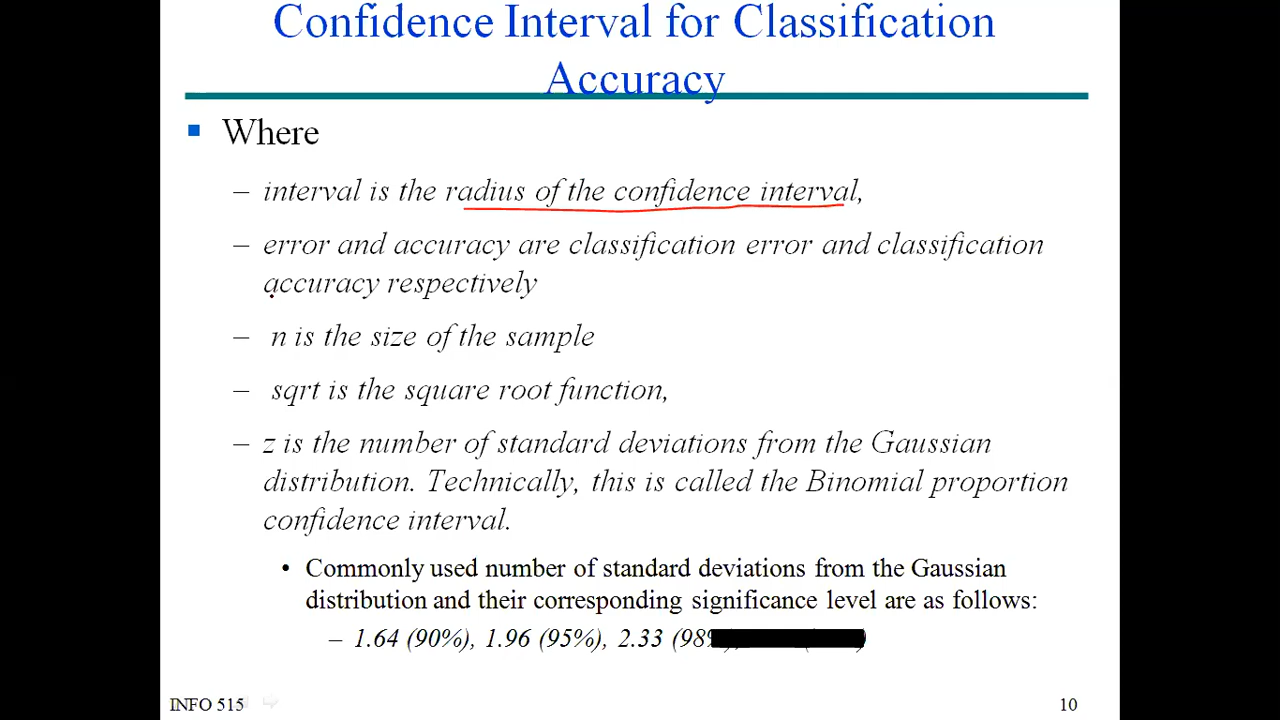 Confidence Interval for Classification
Accuracy
Where
– interval is the radius of the confidence interval,
– error and accuracy are classification error and classification
accuracy respectively
– n is the size of the sample
– sqrt is the square root function,
– z is the number of standard deviations from the Gaussian
distribution. Technically, this is called the Binomial proportion
confidence interval.
• Commonly used number of standard deviations from the Gaussian
distribution and their corresponding significance level are as follows:
– 1.64 (90%), 1.96 (95%), 2.33 (98%
INFO 515
10